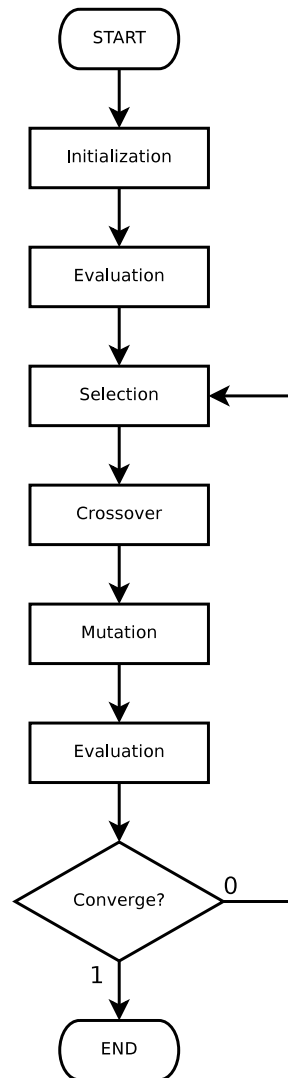 START
Initialization
Evaluation
Selection
Crossover
Mutation
Evaluation
Converge?
0
1
END